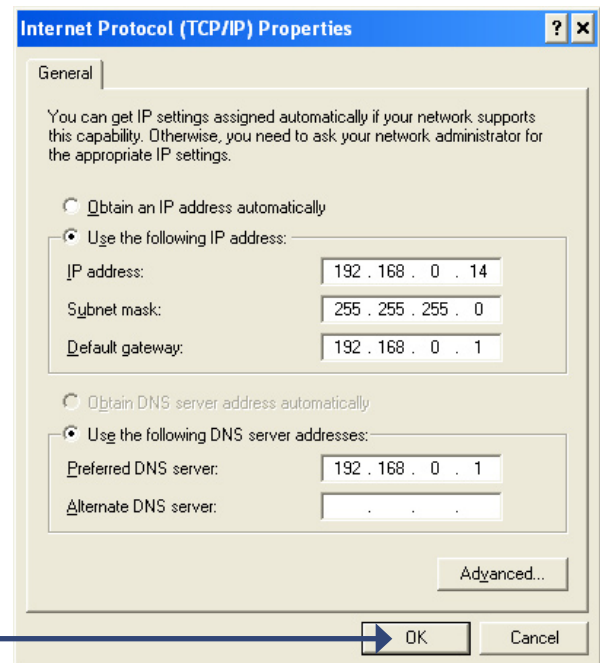 Internet Protocol (TCP/IP) Properties ? ×
General
You can get IP settings assigned automatically if your network supports
this capability. Otherwise, you need to ask your network administrator for
the appropriate IP settings.
Obtain an IP address automatically
Use the following IP address:
IP address: 192 . 168 . 0 . 14
Subnet mask: 255 . 255 . 255 . 0
Default gateway: 192 . 168 . 0 . 1
Obtain DNS server address automatically
Use the following DNS server addresses:
Preferred DNS server: 192 . 168 . 0 . 1
Alternate DNS server: . . .
Advanced...
OK Cancel